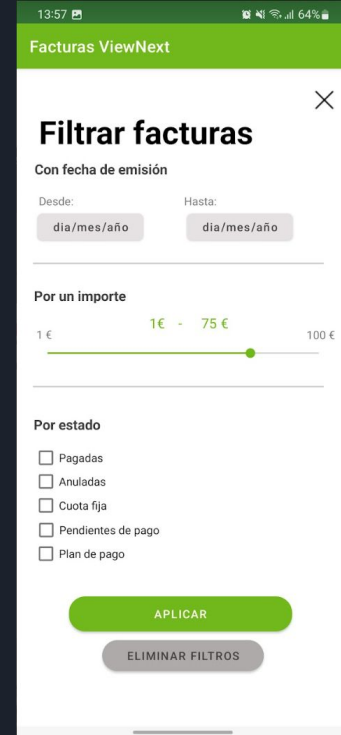 13:57 64%
Facturas ViewNext
Filtrar facturas
Con fecha de emisión
Desde: Hasta:
dia/mes/año dia/mes/año
Por un importe
1€ - 75 €
1 € 100 €
Por estado
Pagadas
Anuladas
Cuota fija
Pendientes de pago
Plan de pago
APLICAR
ELIMINAR FILTROS